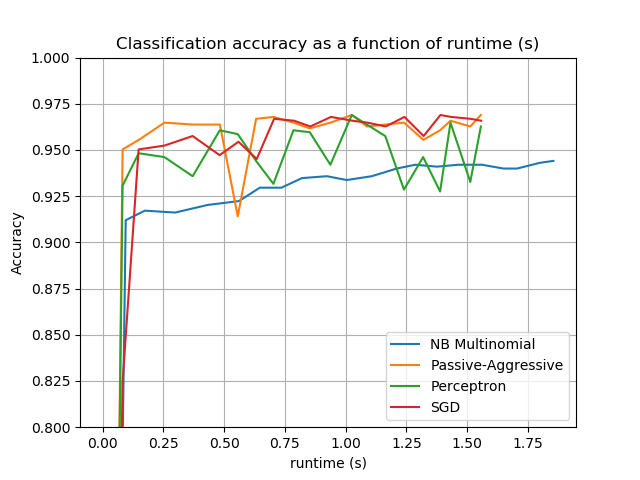 Classification accuracy as a function of runtime (s)
1.000
0.975
0.950
0.925
0.900
0.875
0.850
0.825
0.800
Accuracy
NB Multinomial
Passive-Aggressive
Perceptron
SGD
0.00 0.25 0.50 0.75 1.00 1.25 1.50 1.75
runtime (s)